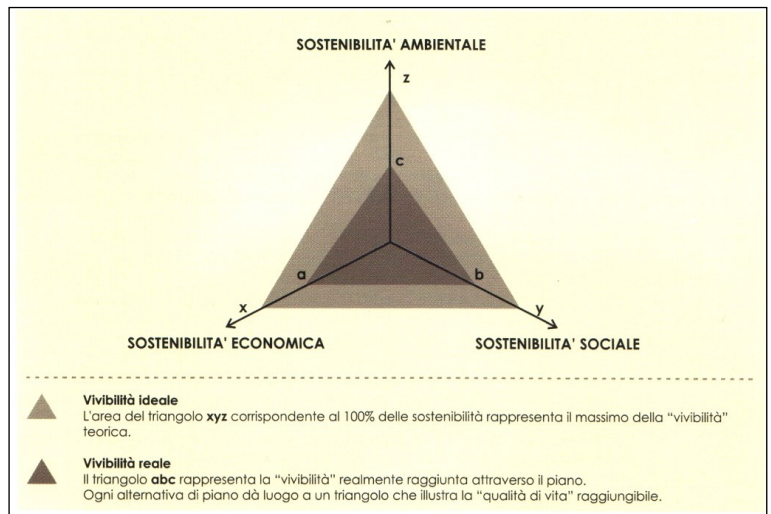 SOSTENIBILITA' AMBIENTALE
z
c
a
b
x
y
SOSTENIBILITA' ECONOMICA
SOSTENIBILITA' SOCIALE
Vivibilità ideale
L'area del triangolo xyz corrispondente al 100% delle sostenibilità rappresenta il massimo della “vivibilità”
teorica.
Vivibilità reale
Il triangolo abc rappresenta la “vivibilità” realmente raggiunta attraverso il piano.
Ogni alternativa di piano dà luogo a un triangolo che illustra la “qualità di vita” raggiungibile.